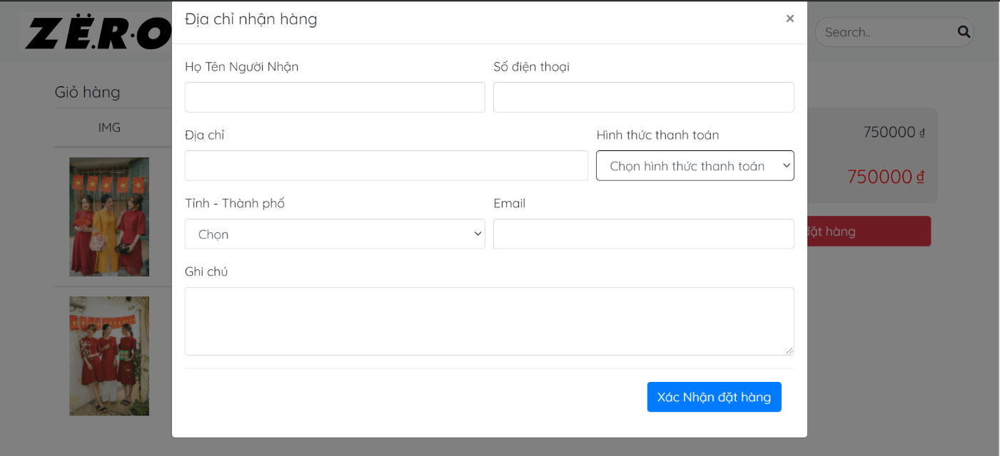 Địa chỉ nhận hàng
×
ZËR.O
Search..
Họ Tên Người Nhận
Số điện thoại
Giỏ hàng
IMG
750000 ₫
Địa chỉ
Hình thức thanh toán
Chọn hình thức thanh toán
750000 ₫
Tỉnh - Thành phố
Email
Chọn
đặt hàng
Ghi chú
Xác Nhận đặt hàng